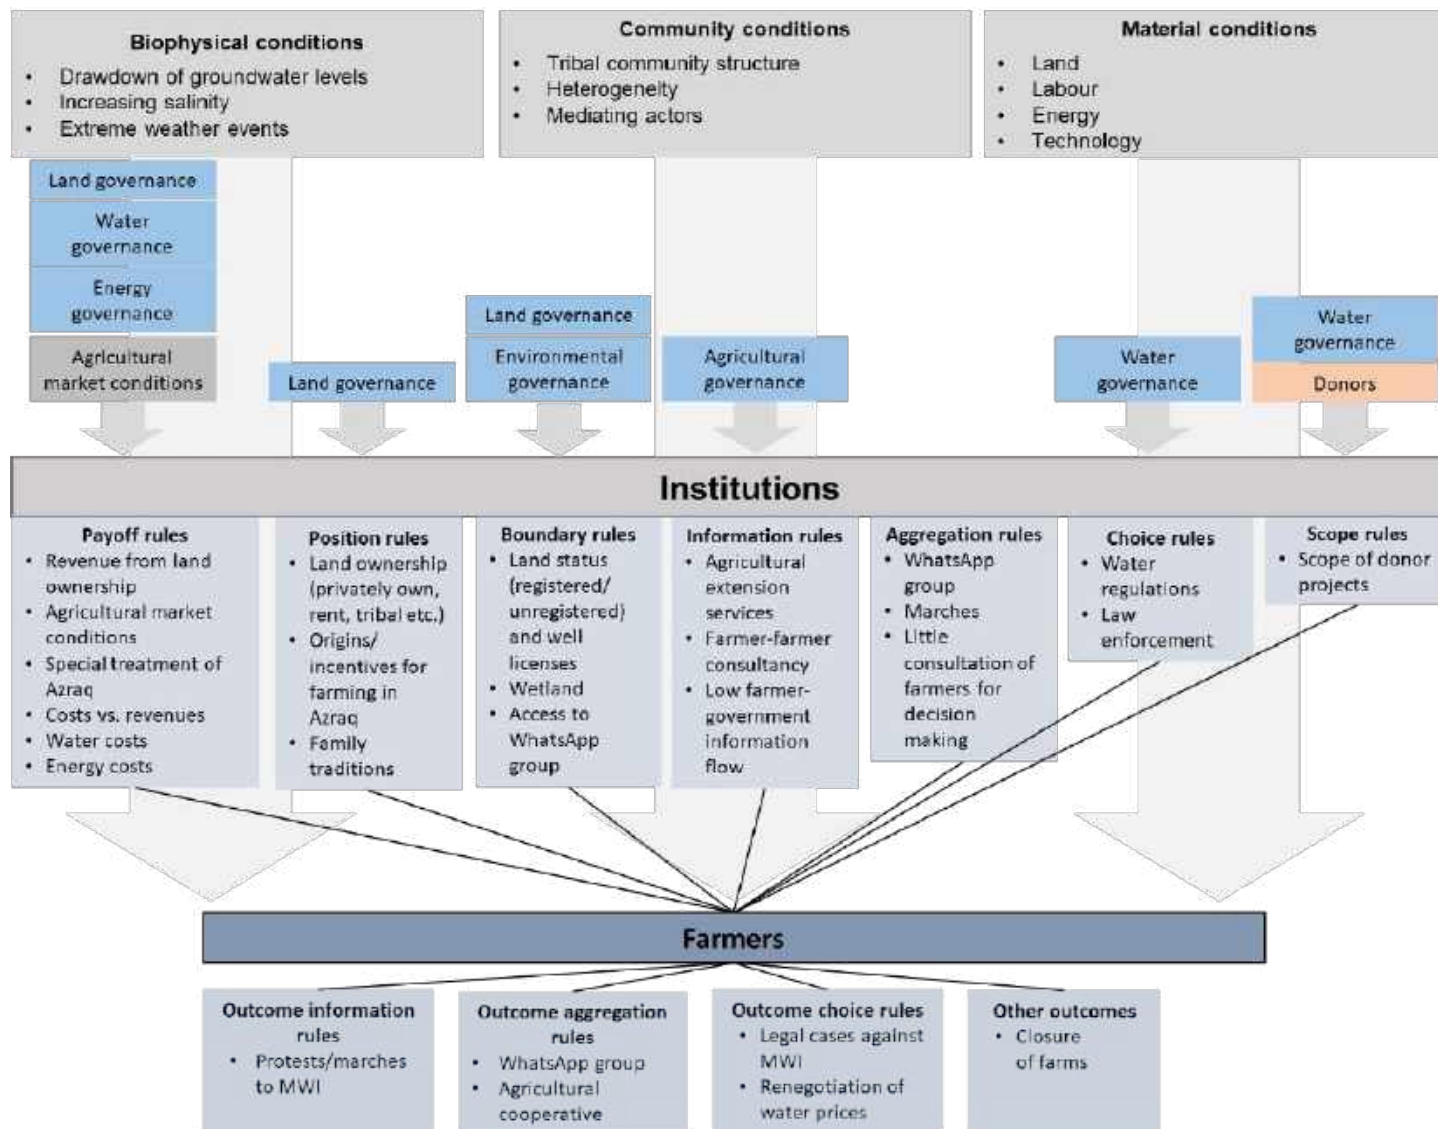 Biophysical conditions
• Drawdown of groundwater levels
• Increasing salinity
• Extreme weather events
Community conditions
• Tribal community structure
• Heterogeneity
• Mediating actors
Material conditions
• Land
• Labour
• Energy
• Technology
Land governance
Water
governance
Energy
governance
Agricultural
market conditions
Land governance
Land governance
Environmental
governance
Agricultural
governance
Water
governance
Water
governance
Donors
Institutions
Payoff rules
• Revenue from land
ownership
• Agricultural market
conditions
• Special treatment of
Azraq
• Costs vs. revenues
• Water costs
• Energy costs
Position rules
• Land ownership
(privately own,
rent, tribal etc.)
• Origins/
incentives for
farming in
Azraq
• Family
traditions
Boundary rules
• Land status
(registered/
unregistered)
and well
licenses
• Wetland
• Access to
WhatsApp
group
Information rules
• Agricultural
extension
services
• Farmer-farmer
consultancy
• Low farmer-
government
information
flow
Aggregation rules
• WhatsApp
group
• Marches
• Little
consultation of
farmers for
decision
making
Choice rules
• Water
regulations
• Law
enforcement
Scope rules
• Scope of donor
projects
Farmers
Outcome information
rules
• Protests/marches
to MWI
Outcome aggregation
rules
• WhatsApp group
• Agricultural
cooperative
Outcome choice rules
• Legal cases against
MWI
• Renegotiation of
water prices
Other outcomes
• Closure
of farms